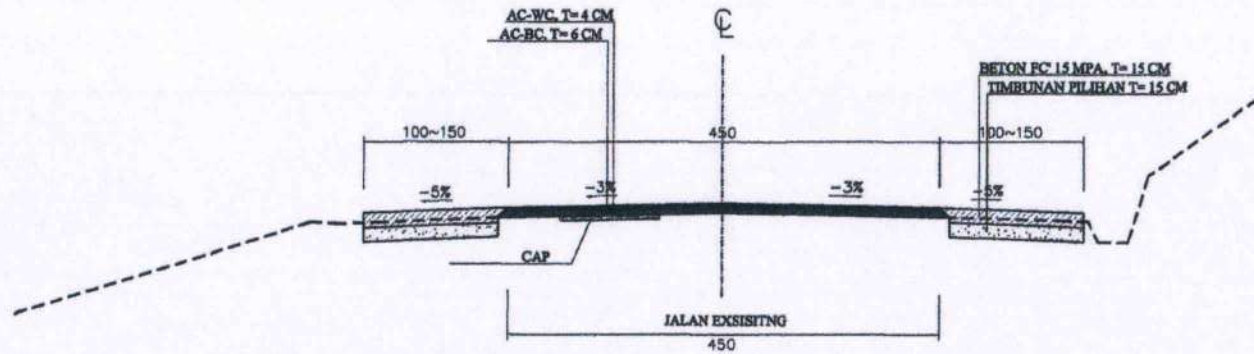 AC-WC, T= 4 CM
AC-BC, T= 6 CM
CL
BETON FC' 15 MPA, T= 15 CM
TIMBUNAN PILIHAN T= 15 CM
100~150
450
100~150
-5%
-3%
-3%
-5%
CAP
JALAN EXSISITNG
450